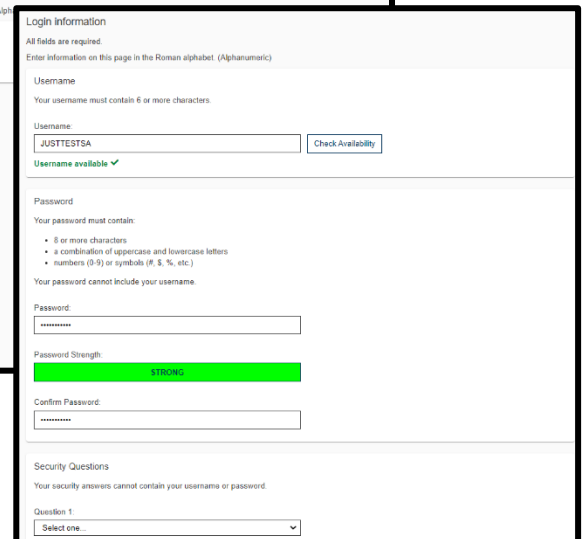 Alpha
Login information
All fields are required.
Enter information on this page in the Roman alphabet. (Alphanumeric)
Username
Your username must contain 6 or more characters.
Username:
JUSTTESTSA
Check Availability
Username available ✓
Password
Your password must contain:
• 8 or more characters
• a combination of uppercase and lowercase letters
• numbers (0-9) or symbols (#, $, %, etc.)
Your password cannot include your username.
Password:
•••••••••••
Password Strength:
STRONG
Confirm Password:
•••••••••••
Security Questions
Your security answers cannot contain your username or password.
Question 1:
Select one...